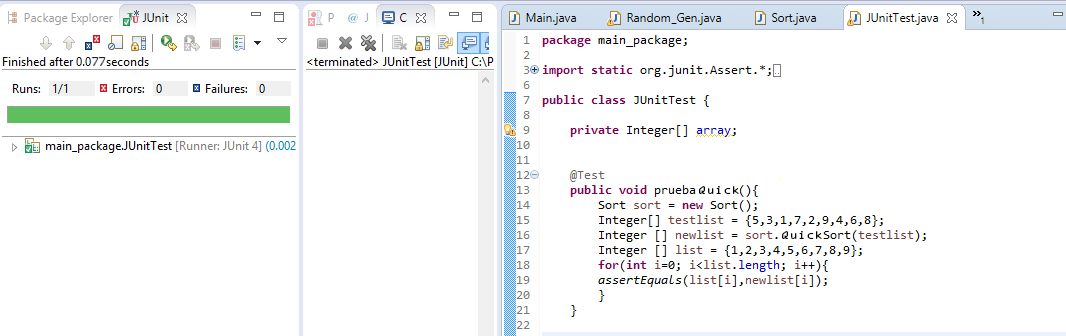 Package Explorer JUnit
Finished after 0.077seconds
Runs: 1/1 Errors: 0 Failures: 0
main_package.JUnitTest [Runner: JUnit 4] (0.002
P @ J C
<terminated> JUnitTest [JUnit] C:\P
Main.java Random_Gen.java Sort.java JUnitTest.java »1
1 package main_package;
2
3 import static org.junit.Assert.*;
6
7 public class JUnitTest {
8
9 private Integer[] array;
10
11
12 @Test
13 public void pruebaQuick(){
14 Sort sort = new Sort();
15 Integer[] testlist = {5,3,1,7,2,9,4,6,8};
16 Integer [] newlist = sort.QuickSort(testlist);
17 Integer [] list = {1,2,3,4,5,6,7,8,9};
18 for(int i=0; i<list.length; i++){
19 assertEquals(list[i],newlist[i]);
20 }
21 }
22